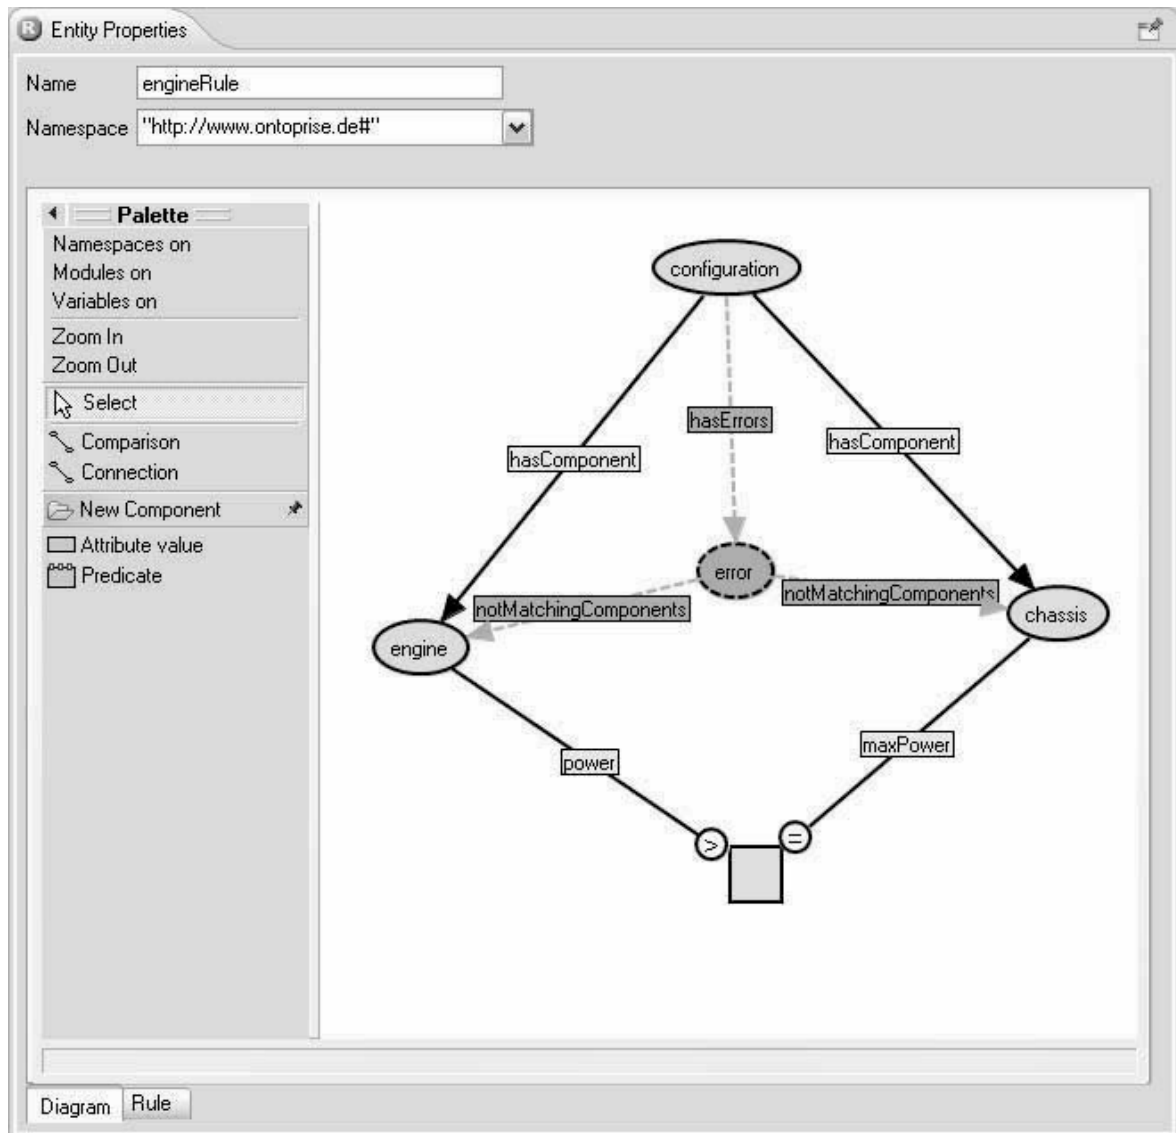 R Entity Properties
Name engineRule
Namespace "http://www.ontoprise.de#"
Palette
Namespaces on
Modules on
Variables on
Zoom In
Zoom Out
Select
Comparison
Connection
New Component
Attribute value
Predicate
configuration
hasErrors
hasComponent
hasComponent
error
notMatchingComponents
notMatchingComponents
chassis
engine
maxPower
power
>
=
Diagram Rule